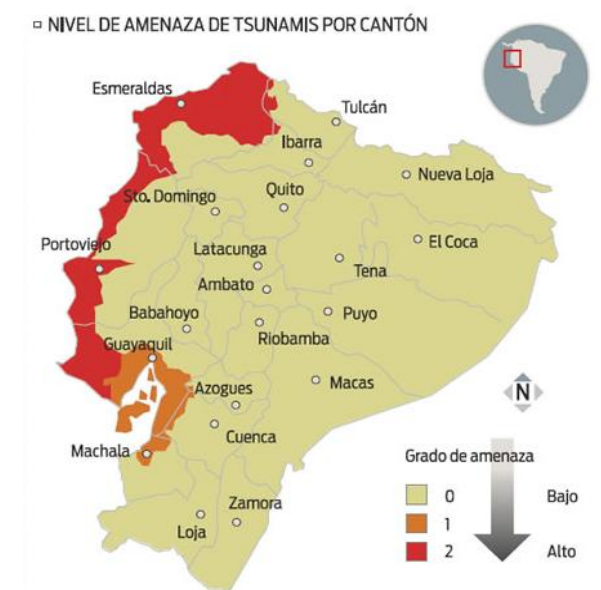 NIVEL DE AMENAZA DE TSUNAMIS POR CANTÓN
Esmeraldas
Tulcán
Ibarra
Nueva Loja
Sto. Domingo
Quito
Portoviejo
El Coca
Latacunga
Tena
Ambato
Babahoyo
Puyo
Riobamba
Guayaquil
Azogues
Macas
N
Cuenca
Machala
Grado de amenaza
0 Bajo
1
2 Alto
Zamora
Loja